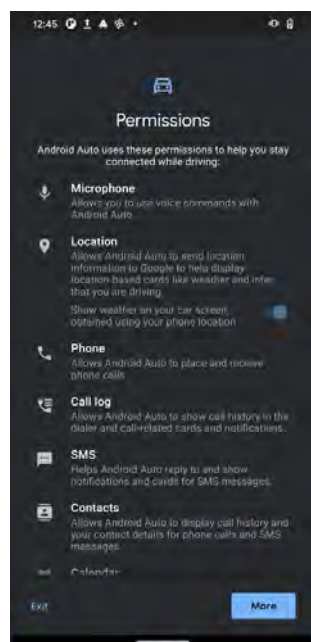 12:45
Permissions
Android Auto uses these permissions to help you stay
connected while driving:
Microphone
Allows you to use voice commands with
Android Auto.
Location
Allows Android Auto to send location
information to Google to help display
location-based cards like weather and infer
that you are driving.
Show weather on your car screen,
obtained using your phone location
Phone
Allows Android Auto to place and receive
phone calls
Call log
Allows Android Auto to show call history in the
dialer and call-related cards and notifications.
SMS
Helps Android Auto reply to and show
notifications and cards for SMS messages.
Contacts
Allows Android Auto to display call history and
your contact details for phone calls and SMS
messages.
Calendar
Exit
More